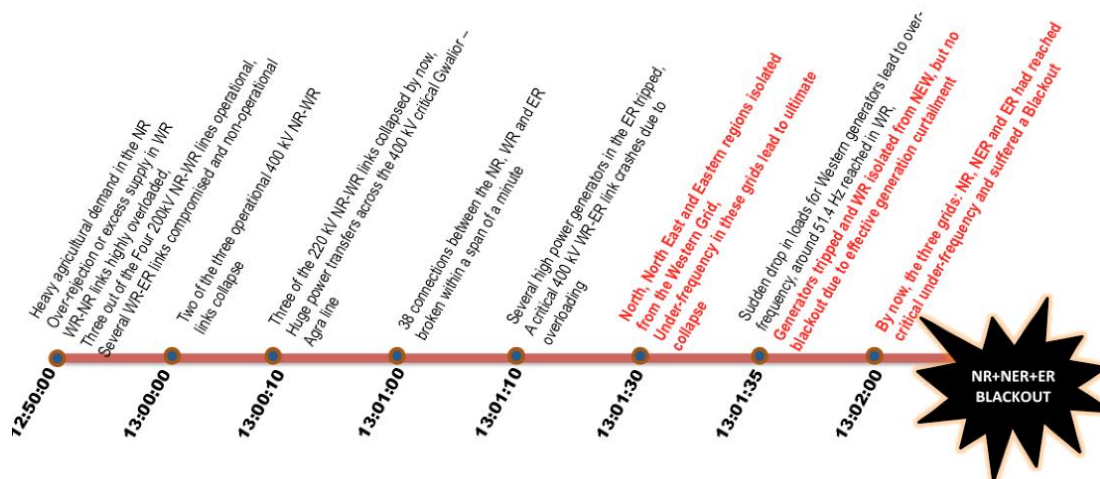 Heavy agricultural demand in the NR
Over-rejection or excess supply in WR
WR-NR links highly overloaded,
Three out of the Four 200kV NR-WR lines operational,
Several WR-ER links compromised and non-operational
12:50:00
Two of the three operational 400 kV NR-WR
links collapse
13:00:00
Three of the 220 kV NR-WR links collapsed by now,
Huge power transfers across the 400 kV critical Gwalior –
Agra line
13:00:10
38 connections between the NR, WR and ER
broken within a span of a minute
13:01:00
Several high power generators in the ER tripped,
A critical 400 kV WR-ER link crashes due to
overloading
13:01:10
North, North East and Eastern regions isolated
from the Western Grid,
Under-frequency in these grids lead to ultimate
collapse
13:01:30
Sudden drop in loads for Western generators lead to over-
frequency, around 51.4 Hz reached in WR,
Generators tripped and WR isolated from NEW, but no
blackout due to effective generation curtailment
13:01:35
By now, the three grids: NR, NER and ER had reached
critical under-frequency and suffered a Blackout
13:02:00
NR+NER+ER
BLACKOUT